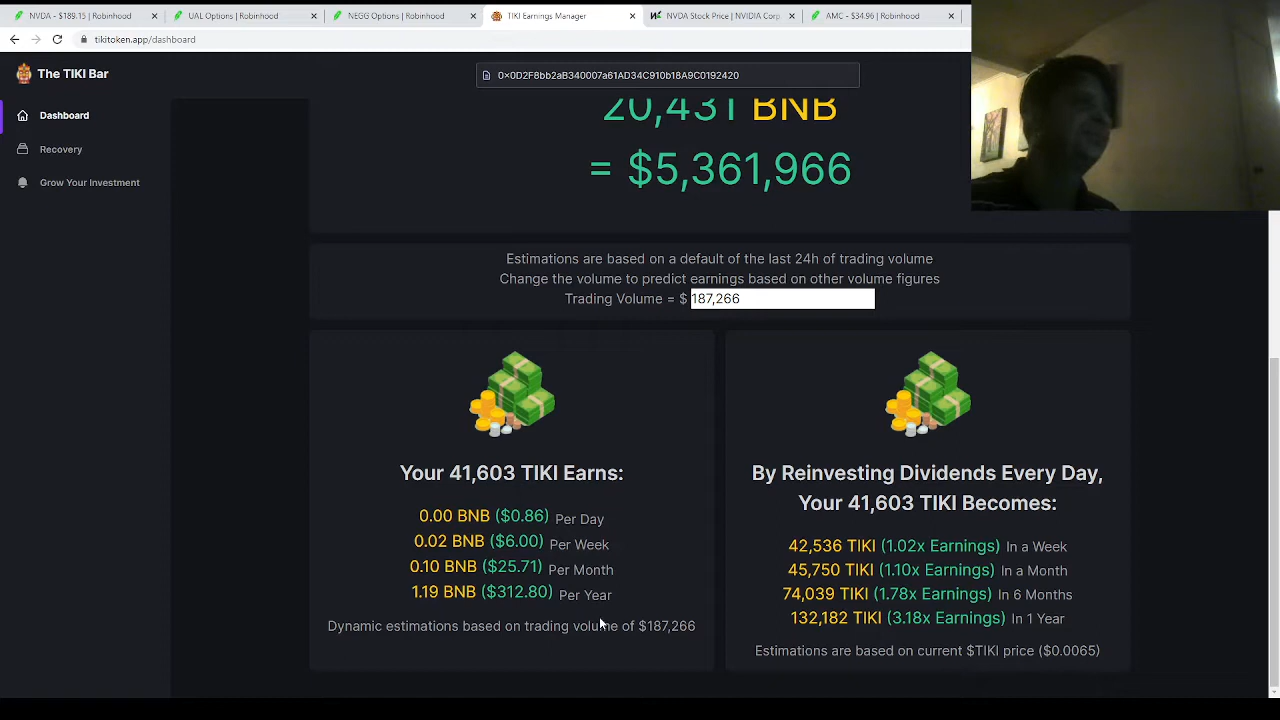 NVDA - $189.15 | Robinhood
UAL Options | Robinhood
NEGG Options | Robinhood
TIKI Earnings Manager
NVDA Stock Price | NVIDIA Corp
AMC - $34.96 | Robinhood
tikitoken.app/dashboard
The TIKI Bar
0x0D2F8bb2aB340007a61AD34C910b18A9C0192420
Dashboard
Recovery
Grow Your Investment
20,431 BNB
= $5,361,966
Estimations are based on a default of the last 24h of trading volume
Change the volume to predict earnings based on other volume figures
Trading Volume = $ 187,266
Your 41,603 TIKI Earns:
0.00 BNB ($0.86) Per Day
0.02 BNB ($6.00) Per Week
0.10 BNB ($25.71) Per Month
1.19 BNB ($312.80) Per Year
Dynamic estimations based on trading volume of $187,266
By Reinvesting Dividends Every Day,
Your 41,603 TIKI Becomes:
42,536 TIKI (1.02x Earnings) In a Week
45,750 TIKI (1.10x Earnings) In a Month
74,039 TIKI (1.78x Earnings) In 6 Months
132,182 TIKI (3.18x Earnings) In 1 Year
Estimations are based on current $TIKI price ($0.0065)